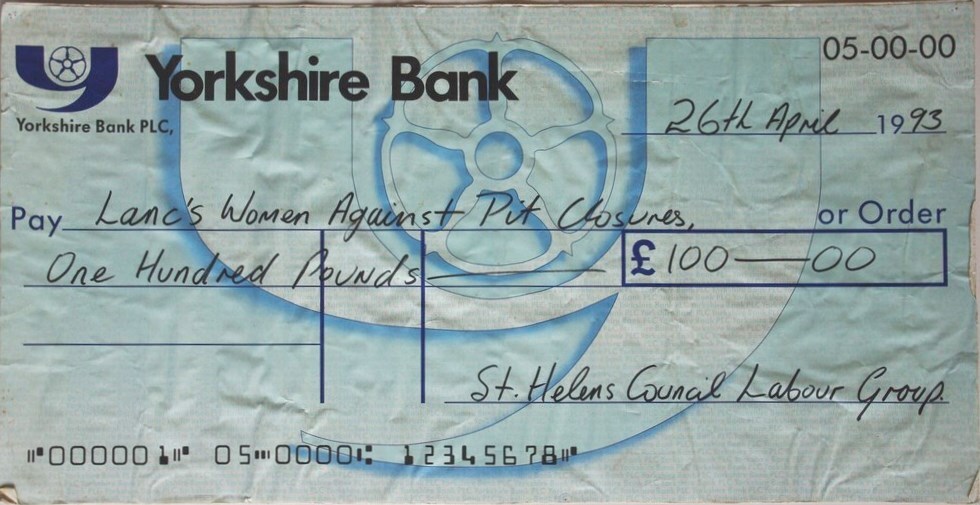 05-00-00
Yorkshire Bank
Yorkshire Bank PLC,
26th April 1993
Pay Lanc's Women Against Pit Closures, or Order
One Hundred Pounds £100—00
St. Helens Council Labour Group.
⑈000001⑈ 05⑉0000⑆ 12345678⑈